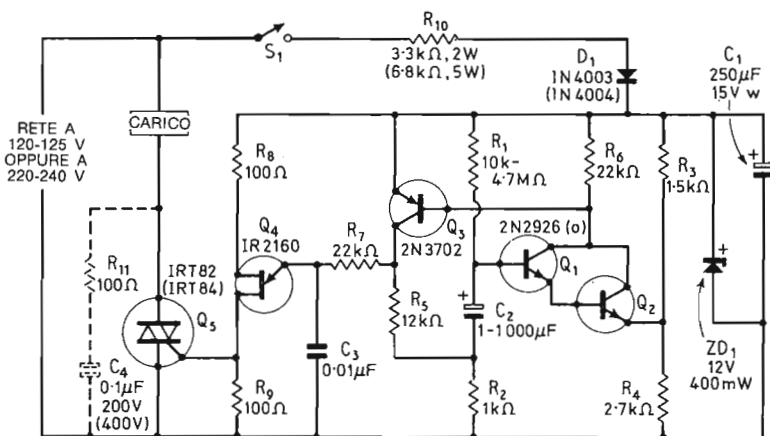 R10
3.3kΩ, 2W
(6.8kΩ, 5W)
S1
D1
1N4003
(1N4004)
C1
250µF
15V w
+
RETE A
120-125 V
OPPURE A
220-240 V
CARICO
R8
100Ω
R1
10k-
4.7MΩ
R6
22kΩ
R3
1.5kΩ
Q4
IR2160
R7
22kΩ
Q3
2N3702
2N2926 (o)
Q1
Q2
R11
100Ω
IRT82
(IRT84)
Q5
R5
12kΩ
+
C2
1-1000µF
+
C4
0.1µF
200V
(400V)
C3
0.01µF
R9
100Ω
R2
1kΩ
R4
2.7kΩ
ZD1
12V
400mW